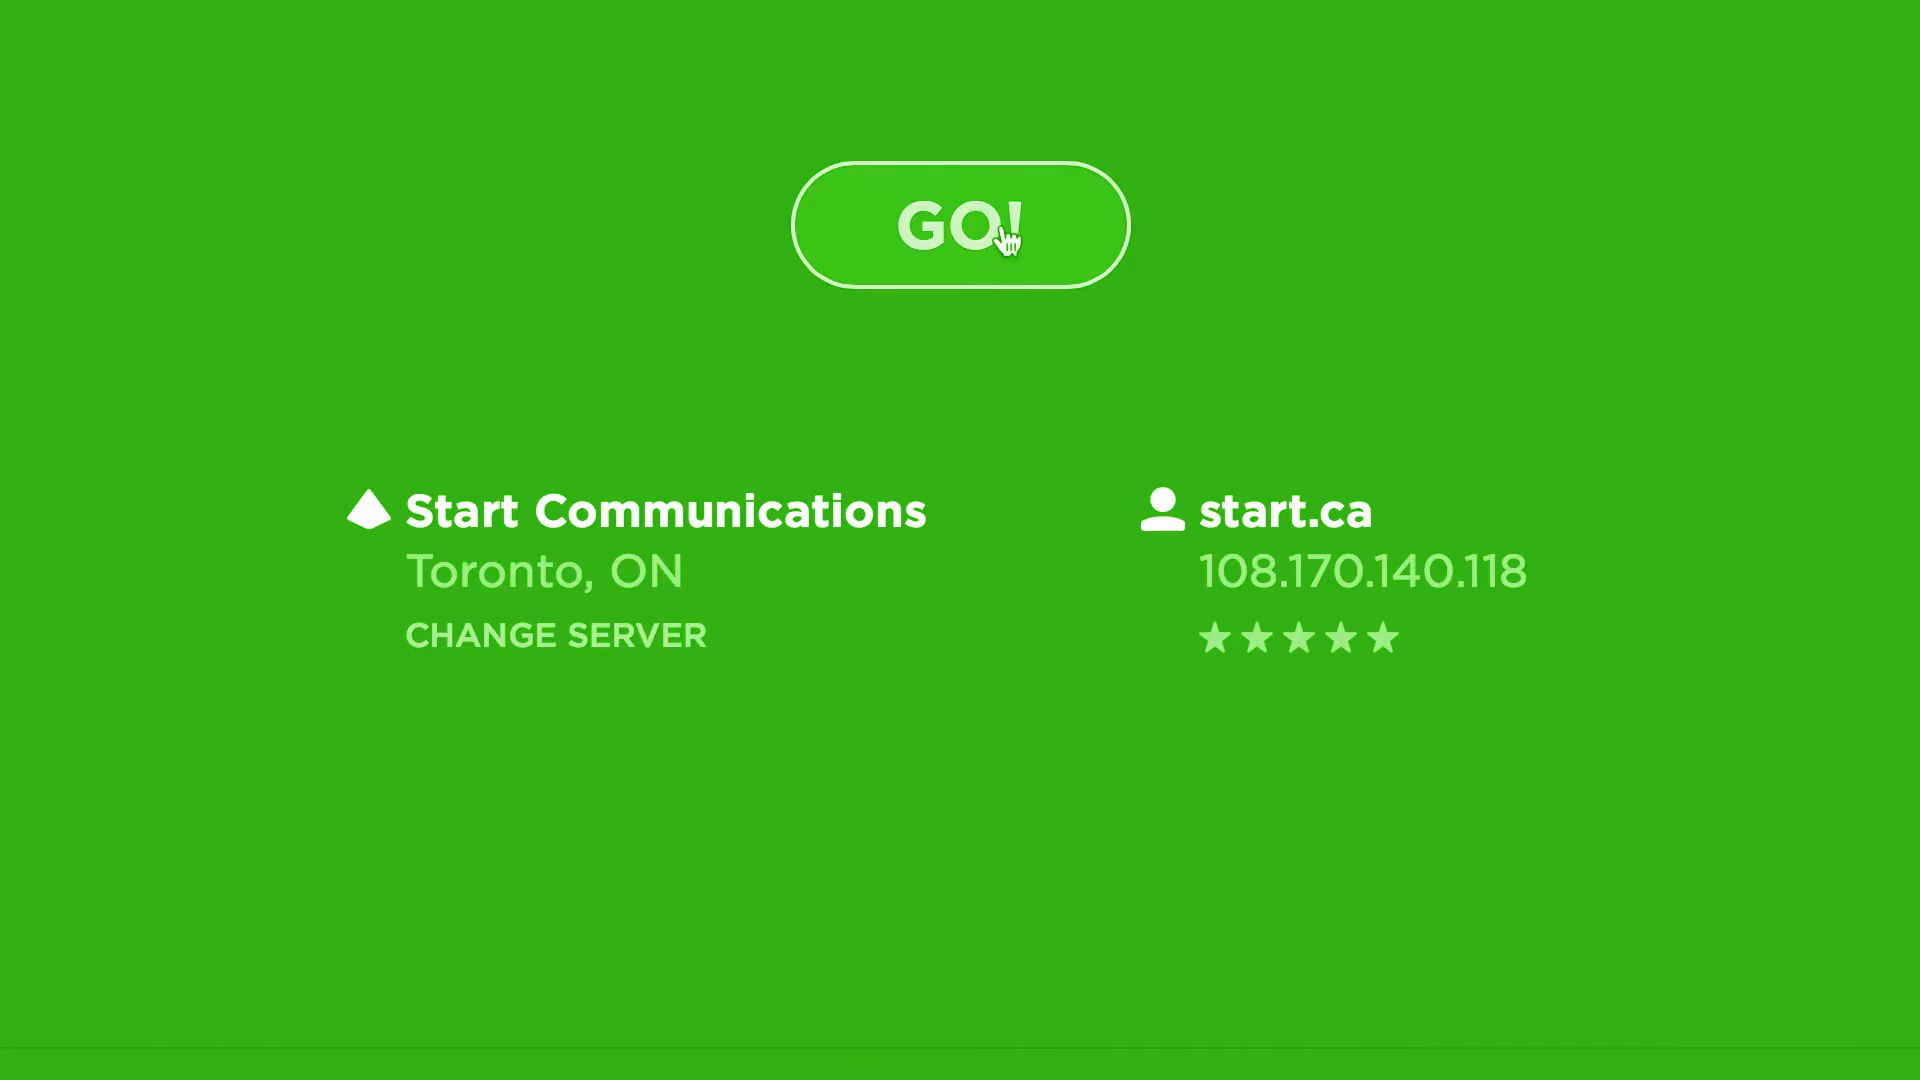 GO!
Start Communications
Toronto, ON
CHANGE SERVER
start.ca
108.170.140.118